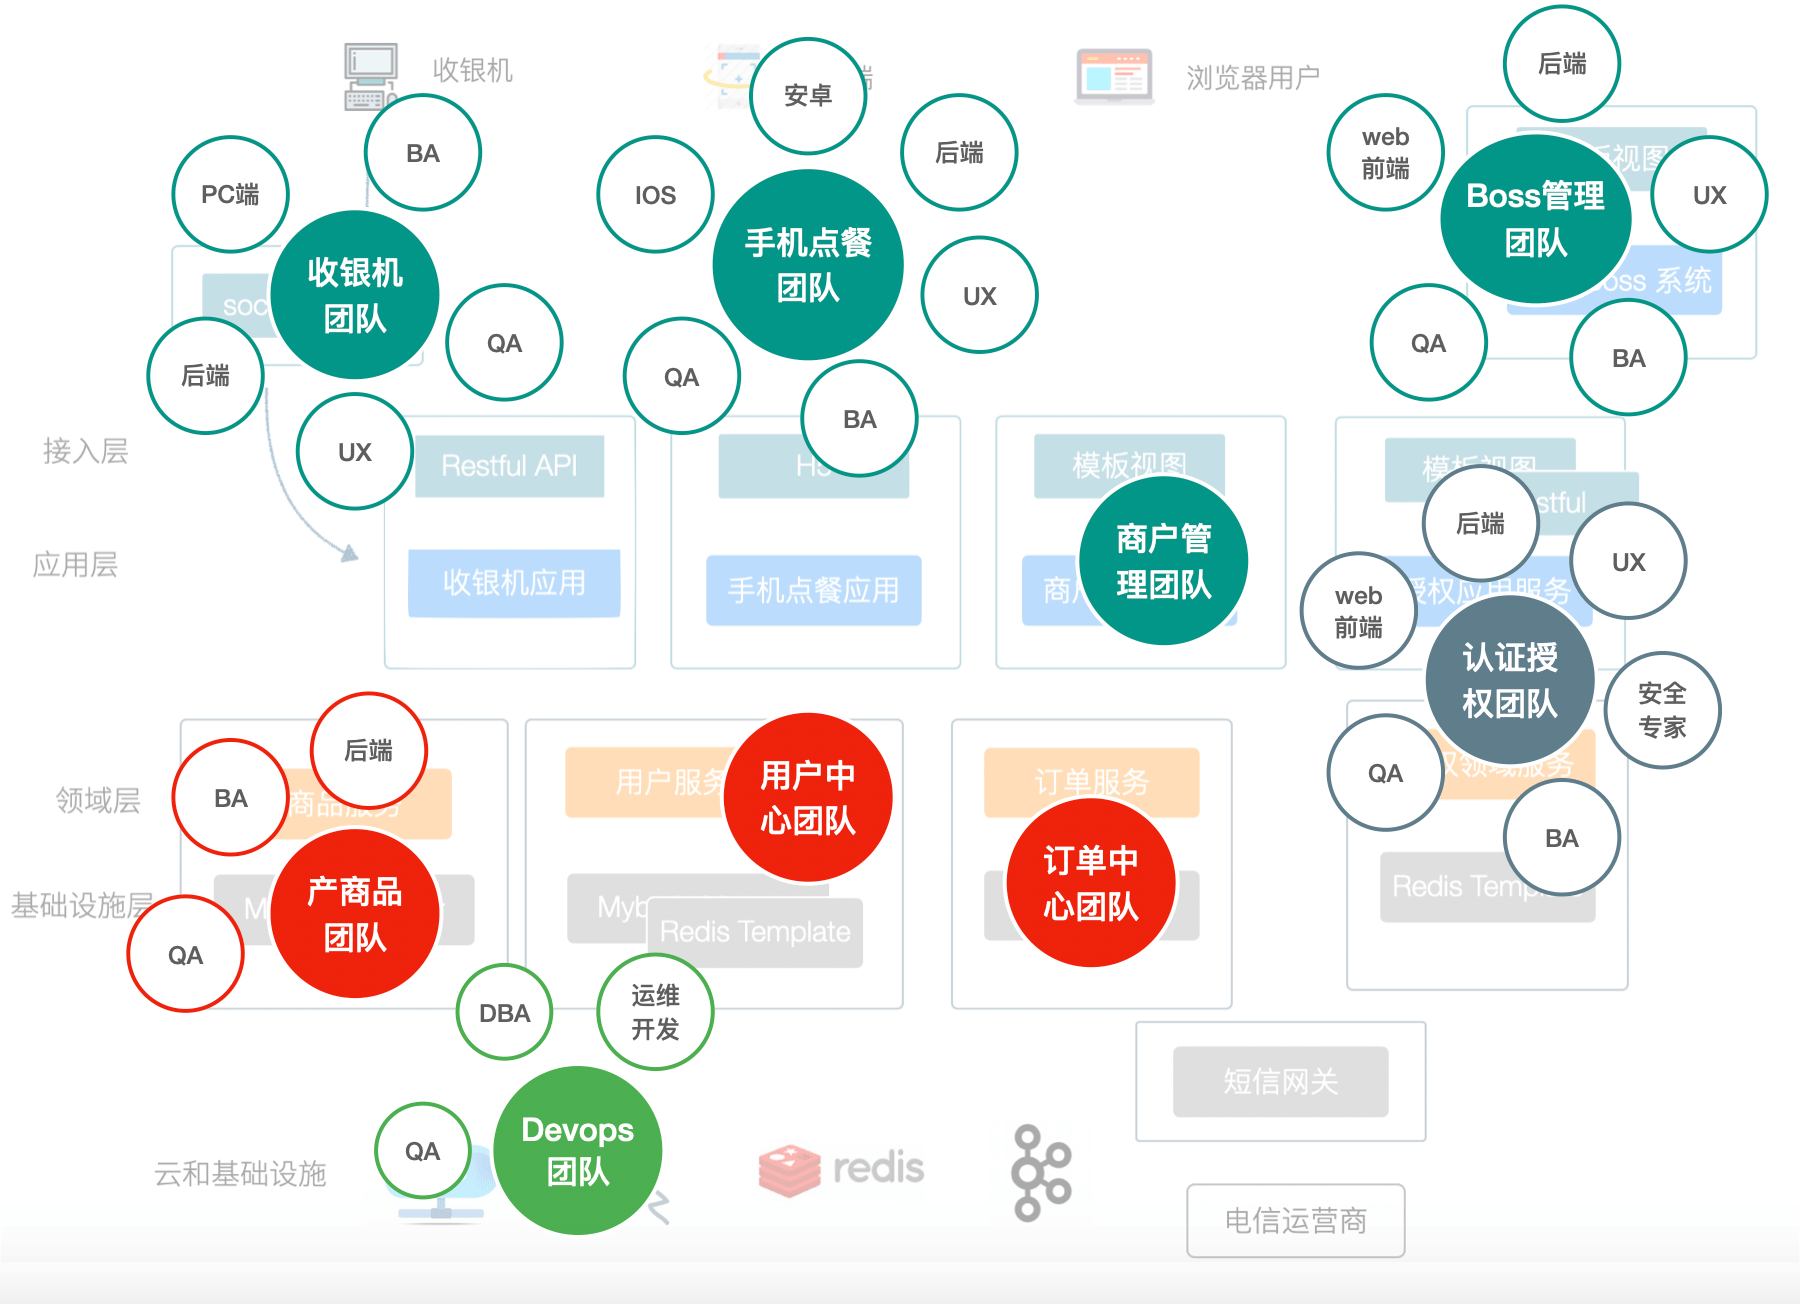 收银机
端
浏览器用户
安卓
后端
BA
后端
web
前端
PC端
IOS
视图
UX
Boss管理
团队
手机点餐
团队
收银机
团队
soc
oss 系统
UX
QA
QA
BA
后端
QA
BA
接入层
UX
Restful API
H5
模板视图
模板视图
stful
后端
应用层
收银机应用
手机点餐应用
商户
商户管
理团队
UX
授权应用服务
web
前端
认证授
权团队
安全
专家
后端
BA
商品服务
领域层
用户服务
用户中
心团队
订单服务
权领域服务
QA
BA
产商品
团队
基础设施层
M
Myb
Redis Template
订单中
心团队
Redis Temp
QA
DBA
运维
开发
短信网关
Devops
团队
QA
云和基础设施
redis
电信运营商